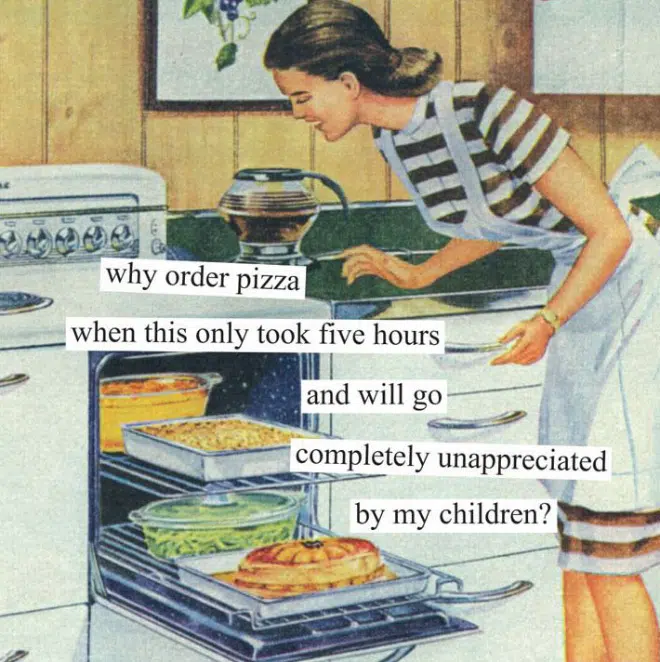 why order pizza
when this only took five hours
and will go
completely unappreciated
by my children?